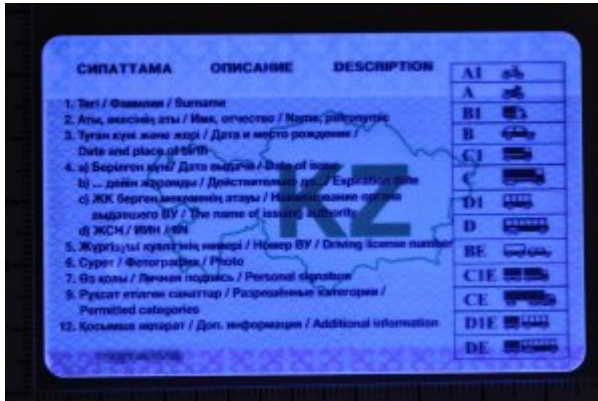 СИПАТТАМА ОПИСАНИЕ DESCRIPTION
1. Тегі / Фамилия / Surname
2. Аты, әкесінің аты / Имя, отчество / Name, patronymic
3. Туған күні және жері / Дата и место рождения /
Date and place of birth
4. a) Берілген күні/ Дата выдачи / Date of issue
b) ... дейін жарамды / Действительно до... / Expiration date
c) ЖК берген мекеменің атауы / Наименование органа
выдавшего ВУ / The name of issuing authority
d) ЖСН / ИИН / IIN
5. Жүргізуші куәлігінің нөмірі / Номер ВУ / Driving license number
6. Сурет / Фотография / Photo
7. Өз қолы / Личная подпись / Personal signature
9. Рұқсат етілген санаттар / Разрешённые категории /
Permitted categories
12. Қосымша ақпарат / Доп. информация / Additional information
KZ
A1
A
B1
B
C1
C
D1
D
BE
C1E
CE
D1E
DE